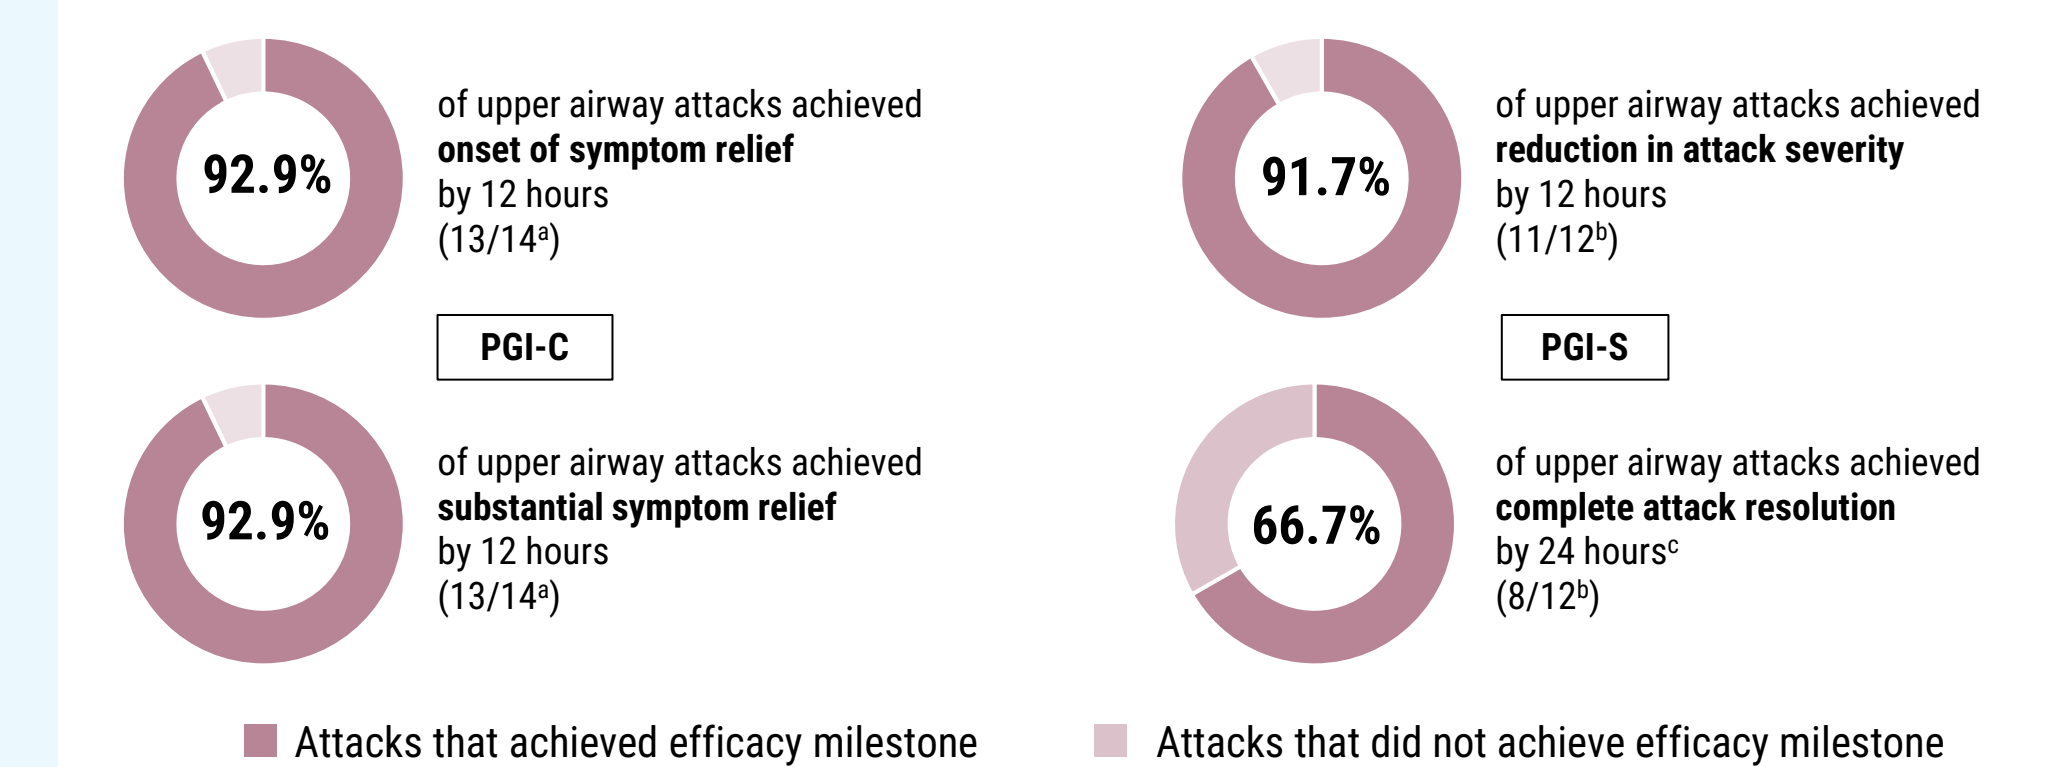 92.9%
of upper airway attacks achieved
onset of symptom relief
by 12 hours
(13/14ᵃ)
PGI-C
92.9%
of upper airway attacks achieved
substantial symptom relief
by 12 hours
(13/14ᵃ)
91.7%
of upper airway attacks achieved
reduction in attack severity
by 12 hours
(11/12ᵇ)
PGI-S
66.7%
of upper airway attacks achieved
complete attack resolution
by 24 hoursᶜ
(8/12ᵇ)
Attacks that achieved efficacy milestone
Attacks that did not achieve efficacy milestone